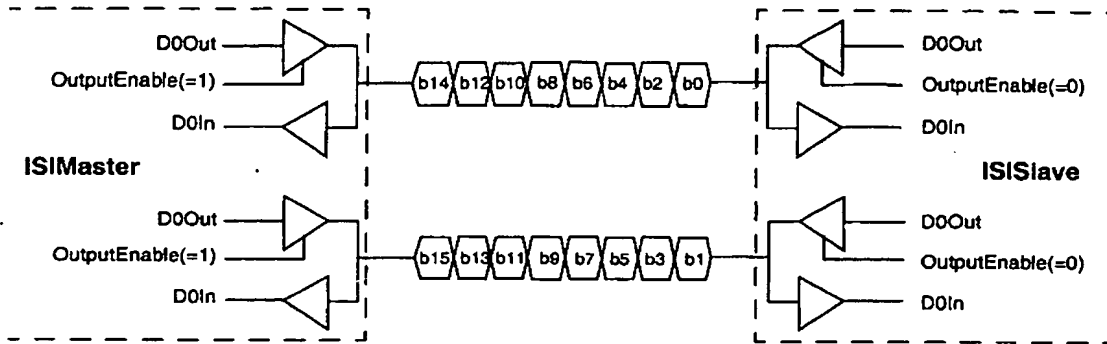 D0Out
OutputEnable(=1)
D0In
b14 b12 b10 b8 b6 b4 b2 b0
D0Out
OutputEnable(=0)
D0In
ISIMaster
ISISlave
D0Out
OutputEnable(=1)
D0In
b15 b13 b11 b9 b7 b5 b3 b1
D0Out
OutputEnable(=0)
D0In